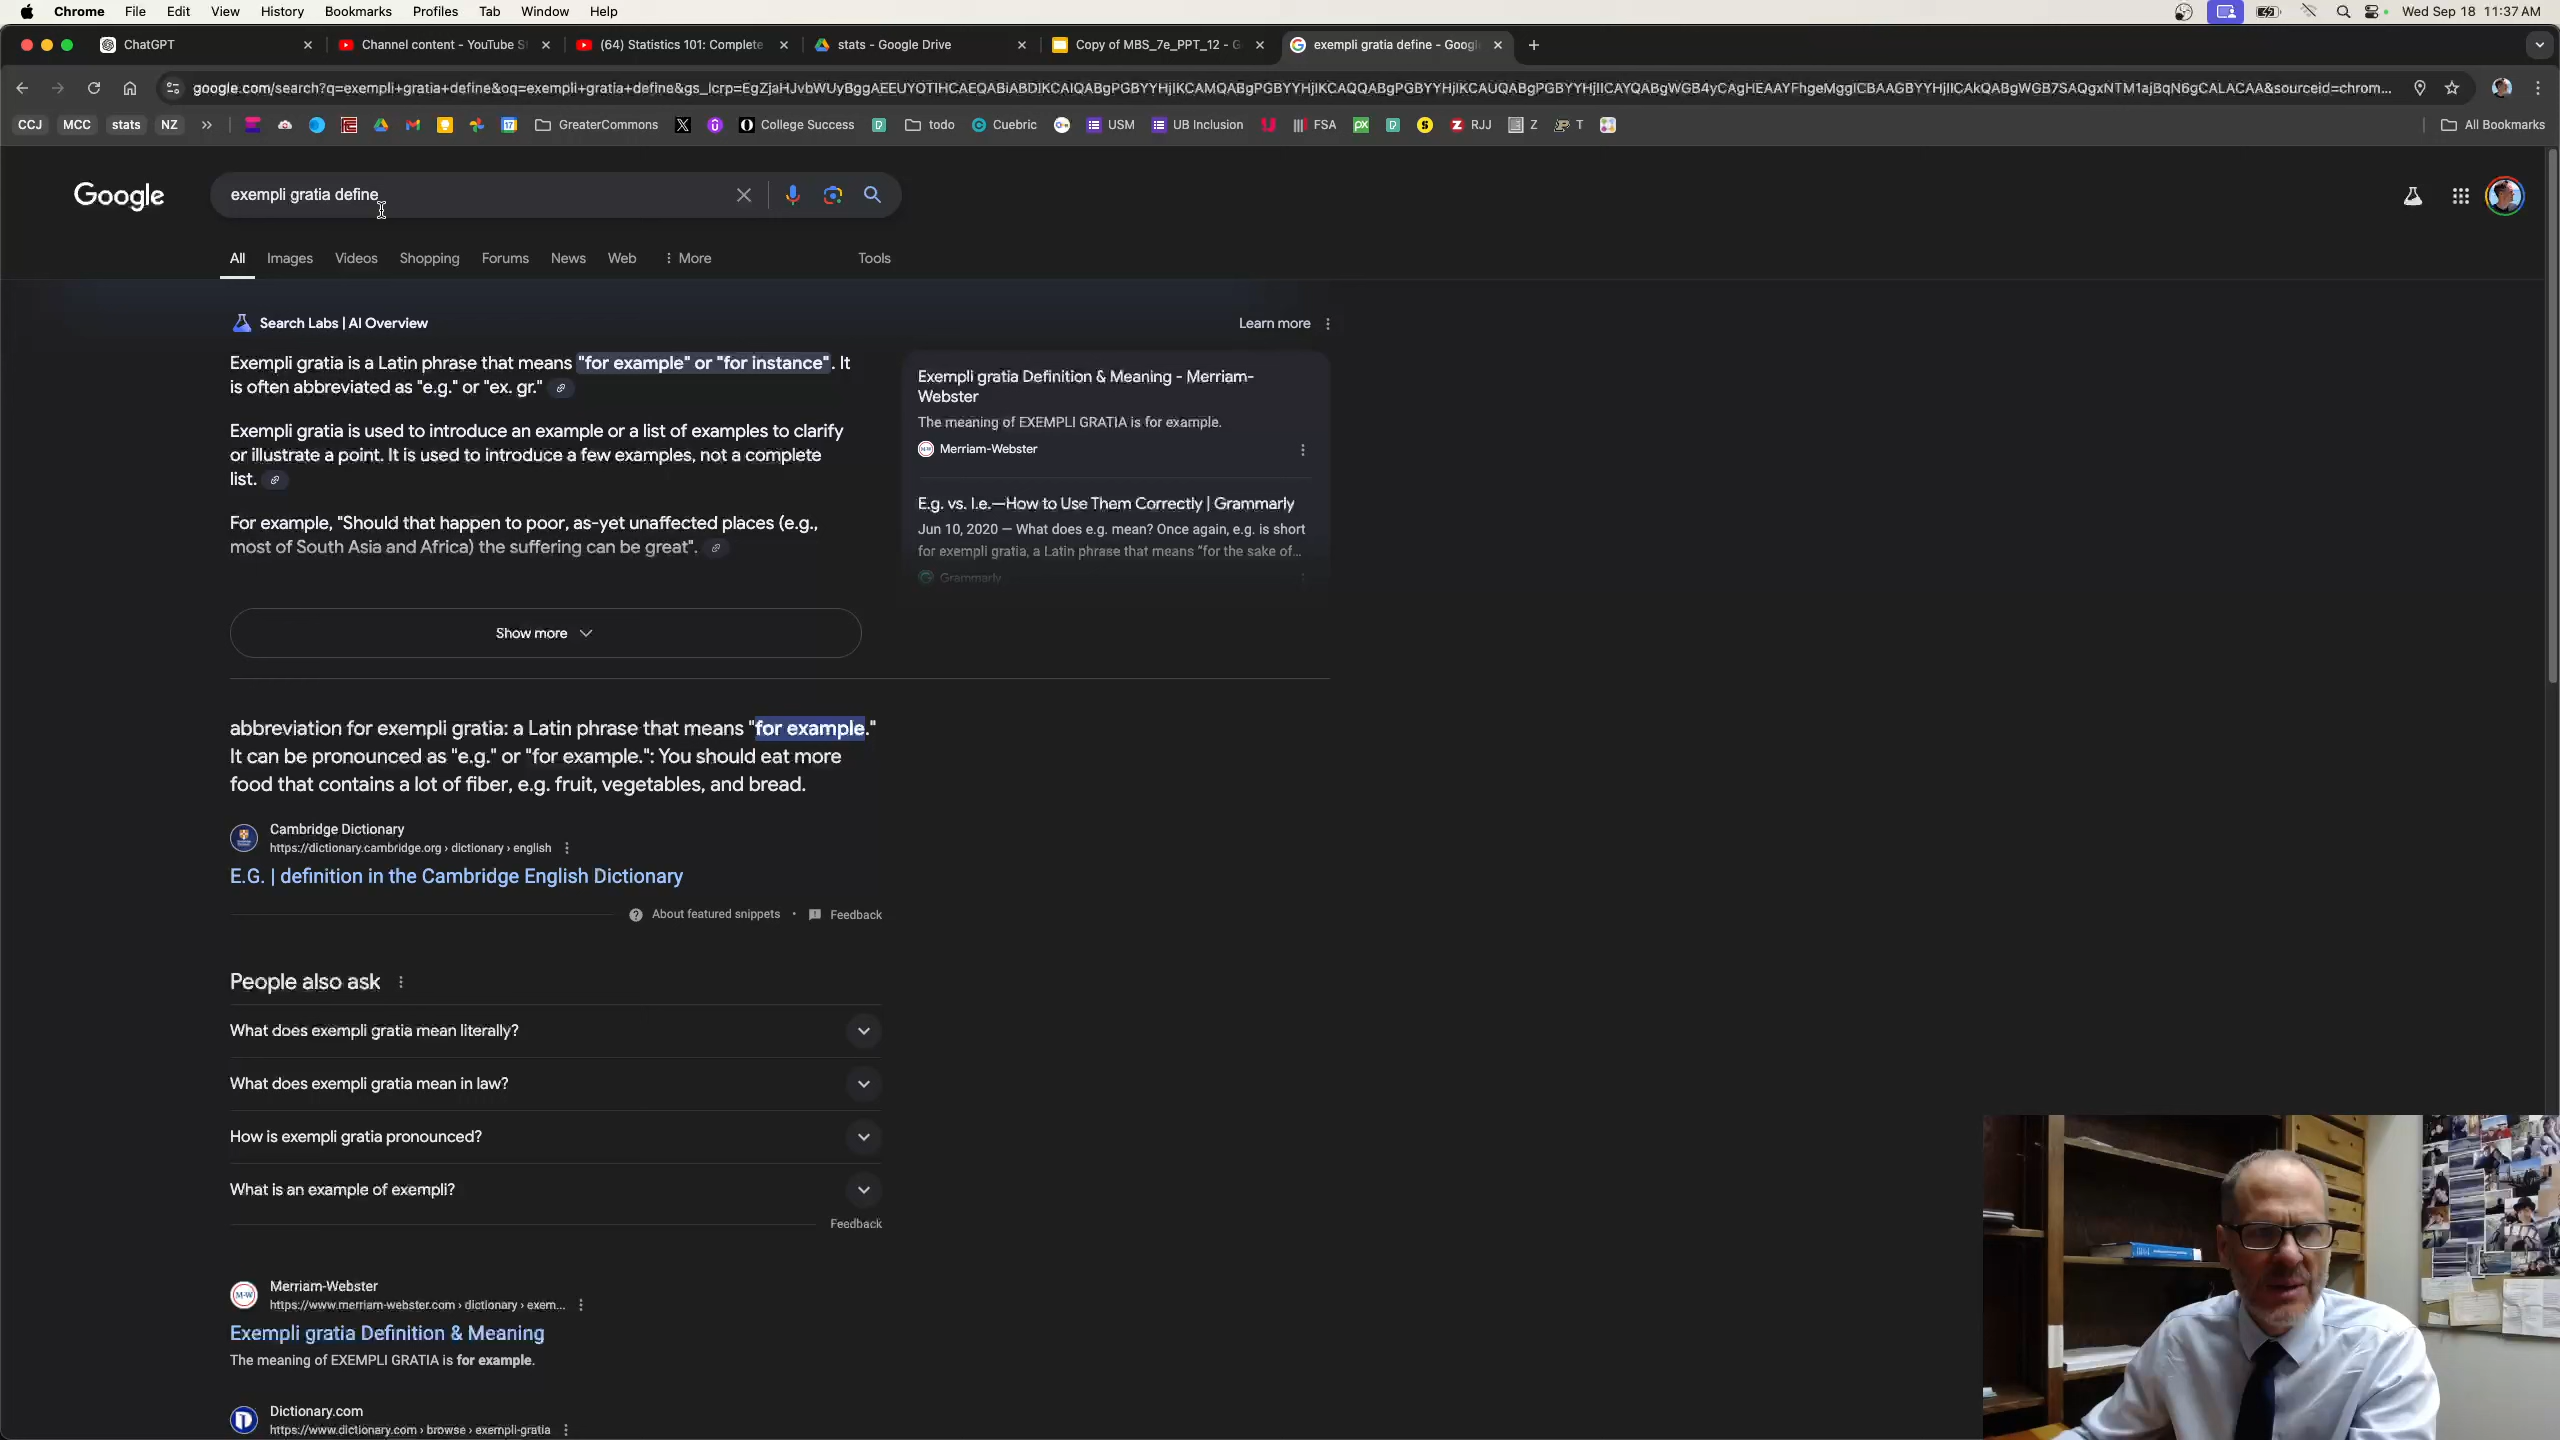 Chrome File Edit View History Bookmarks Profiles Tab Window Help Wed Sep 18 11:37 AM
ChatGPT Channel content - YouTube S (64) Statistics 101: Complete stats - Google Drive Copy of MBS_7e_PPT_12 - G exempli gratia define - Googl
CCJ MCC stats NZ GreaterCommons College Success todo Cuebric USM UB Inclusion FSA RJJ Z T All Bookmarks
Google exempli gratia define
All Images Videos Shopping Forums News Web More Tools
Search Labs | AI Overview Learn more
Exempli gratia is a Latin phrase that means "for example" or "for instance". It
is often abbreviated as "e.g." or "ex. gr."
Exempli gratia is used to introduce an example or a list of examples to clarify
or illustrate a point. It is used to introduce a few examples, not a complete
list.
For example, "Should that happen to poor, as-yet unaffected places (e.g.,
most of South Asia and Africa) the suffering can be great".
Exempli gratia Definition & Meaning - Merriam-
Webster
The meaning of EXEMPLI GRATIA is for example.
Merriam-Webster
E.g. vs. I.e.—How to Use Them Correctly | Grammarly
Jun 10, 2020 — What does e.g. mean? Once again, e.g. is short
for exempli gratia, a Latin phrase that means "for the sake of...
Grammarly
Show more
abbreviation for exempli gratia: a Latin phrase that means "for example."
It can be pronounced as "e.g." or "for example.": You should eat more
food that contains a lot of fiber, e.g. fruit, vegetables, and bread.
Cambridge Dictionary
https://dictionary.cambridge.org › dictionary › english
E.G. | definition in the Cambridge English Dictionary
About featured snippets • Feedback
People also ask
What does exempli gratia mean literally?
What does exempli gratia mean in law?
How is exempli gratia pronounced?
What is an example of exempli?
Feedback
Merriam-Webster
https://www.merriam-webster.com › dictionary › exem...
Exempli gratia Definition & Meaning
The meaning of EXEMPLI GRATIA is for example.
Dictionary.com
https://www.dictionary.com › browse › exempli-gratia